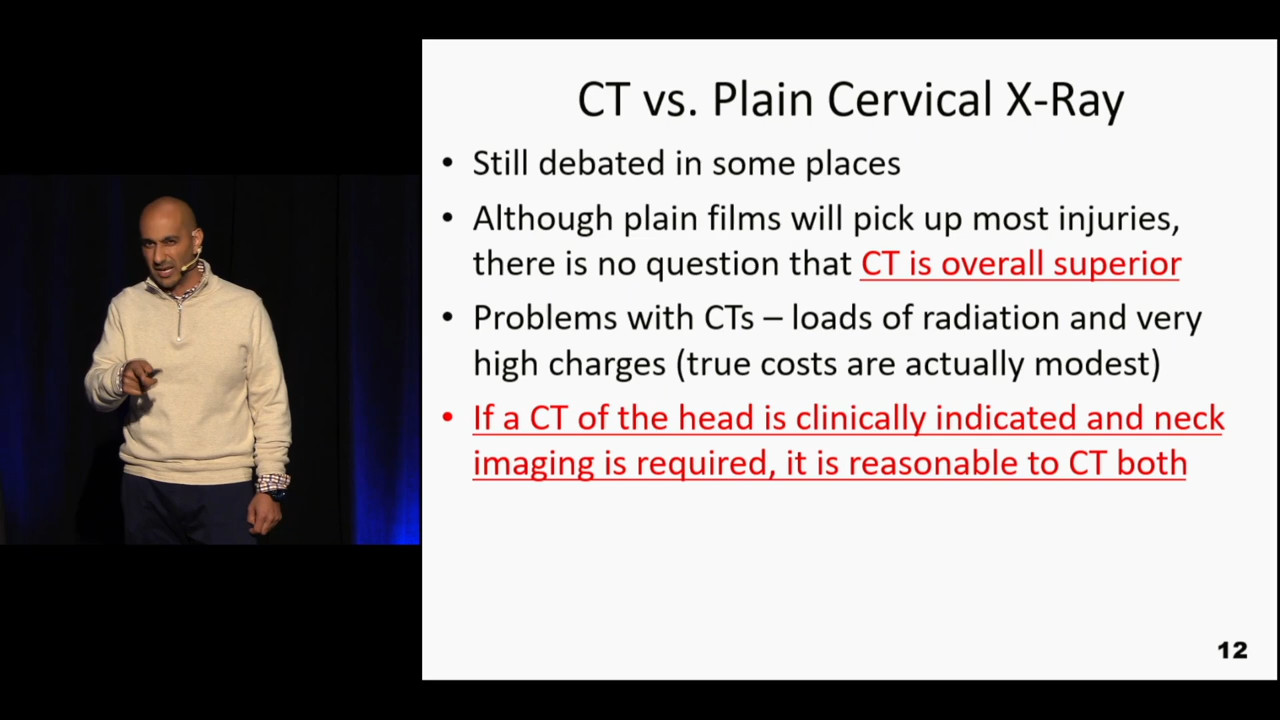 CT vs. Plain Cervical X-Ray
• Still debated in some places
• Although plain films will pick up most injuries,
there is no question that CT is overall superior
• Problems with CTs – loads of radiation and very
high charges (true costs are actually modest)
• If a CT of the head is clinically indicated and neck
imaging is required, it is reasonable to CT both
12